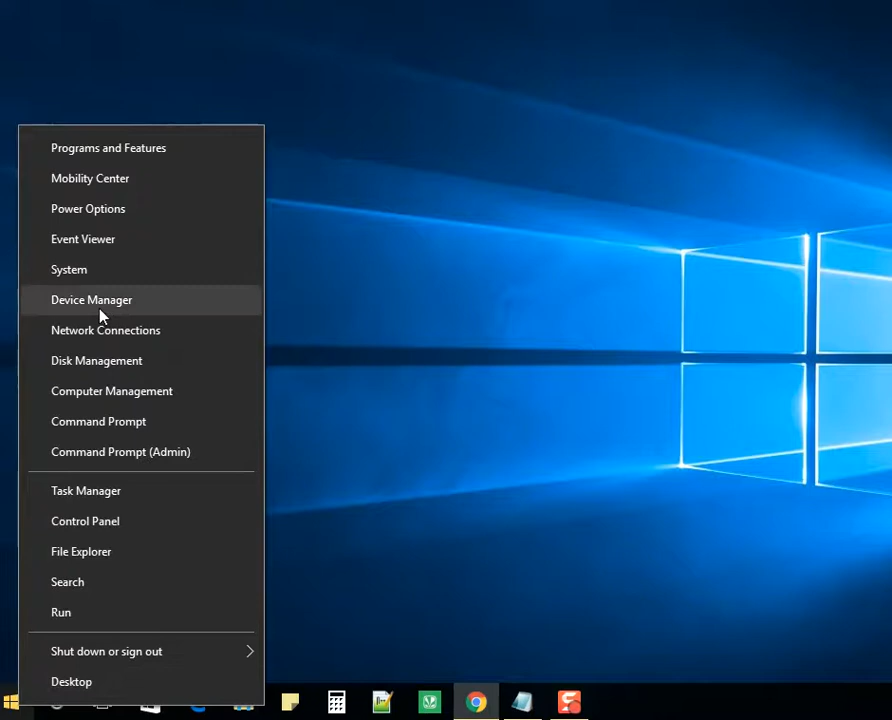 Programs and Features
Mobility Center
Power Options
Event Viewer
System
Device Manager
Network Connections
Disk Management
Computer Management
Command Prompt
Command Prompt (Admin)
Task Manager
Control Panel
File Explorer
Search
Run
Shut down or sign out
Desktop